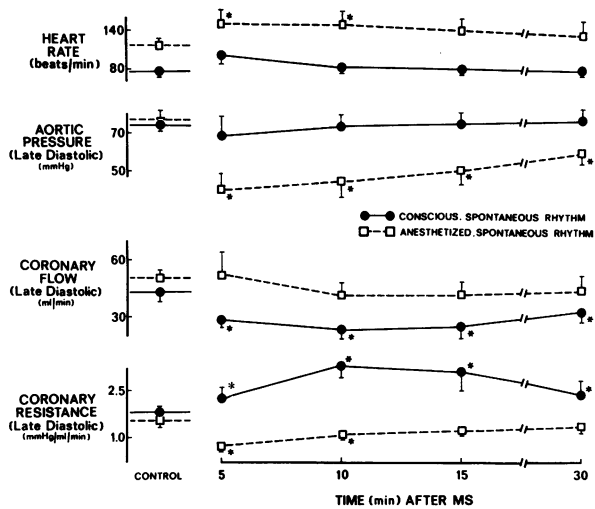 HEART
RATE
(beats/min)
140
80
AORTIC
PRESSURE
(Late Diastolic)
(mmHg)
70
50
CONSCIOUS. SPONTANEOUS RHYTHM
ANESTHETIZED. SPONTANEOUS RHYTHM
CORONARY
FLOW
(Late Diastolic)
(ml/min)
60
30
CORONARY
RESISTANCE
(Late Diastolic)
(mmHg/ml/min)
2.5
1.0
CONTROL
5 10 15 30
TIME (min) AFTER MS